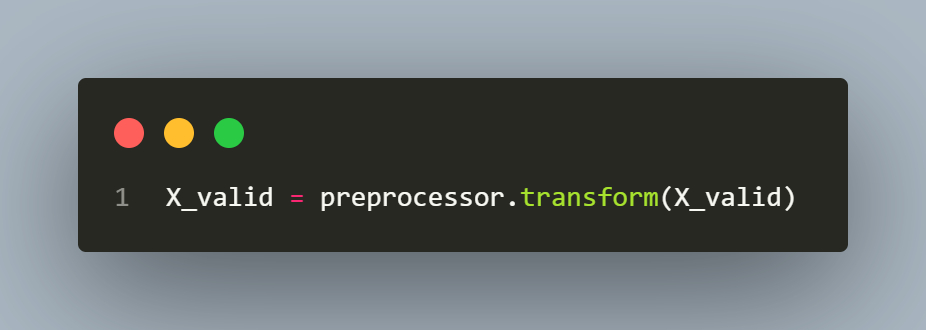 1 X_valid = preprocessor.transform(X_valid)